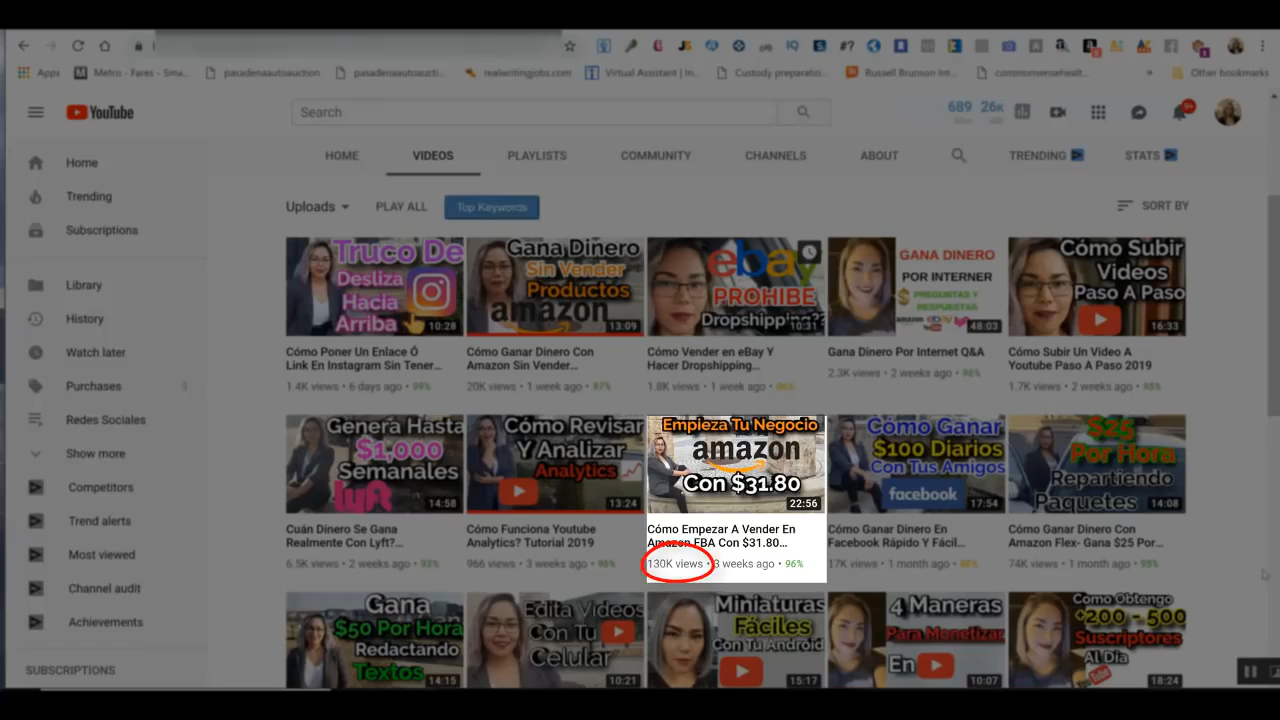 Apps
Metro - Fares - Sma...
pasadenaautoauction
pasadenaautoaucti...
realwritingjobs.com
Virtual Assistant | In...
Custody preparatio...
Russell Brunson Int...
commonsensehealt...
»
Other bookmarks
YouTube
Search
689
26K
9+
HOME
VIDEOS
PLAYLISTS
COMMUNITY
CHANNELS
ABOUT
TRENDING
STATS
Home
Trending
Subscriptions
Library
History
Watch later
Purchases
Redes Sociales
Show more
Competitors
Trend alerts
Most viewed
Channel audit
Achievements
SUBSCRIPTIONS
Uploads
PLAY ALL
Top Keywords
SORT BY
Truco De
Desliza
Hacia
Arriba
10:28
Cómo Poner Un Enlace Ó
Link En Instagram Sin Tener...
1.4K views • 6 days ago • 99%
Gana Dinero
Sin Vender
Productos
amazon
13:09
Cómo Ganar Dinero Con
Amazon Sin Vender...
20K views • 1 week ago • 97%
ebay
PROHIBE
Dropshipping??
10:31
Cómo Vender en eBay Y
Hacer Dropshipping...
1.8K views • 1 week ago • 86%
GANA DINERO
POR INTERNER
$ PREGUNTAS Y
RESPUESTAS
amazon ebay
48:03
Gana Dinero Por Internet Q&A
2.3K views • 2 weeks ago • 96%
Cómo Subir
Videos
Paso A Paso
16:33
Cómo Subir Un Video A
Youtube Paso A Paso 2019
1.7K views • 2 weeks ago • 95%
Genera Hasta
$1,000
Semanales
lyft
14:58
Cuán Dinero Se Gana
Realmente Con Lyft?...
6.5K views • 2 weeks ago • 93%
Cómo Revisar
Y Analizar
Analytics
13:24
Cómo Funciona Youtube
Analytics? Tutorial 2019
966 views • 3 weeks ago • 98%
Empieza Tu Negocio
amazon
Con $31.80
22:56
Cómo Empezar A Vender En
Amazon FBA Con $31.80...
130K views • 3 weeks ago • 96%
Cómo Ganar
$100 Diarios
Con Tus Amigos
facebook
17:54
Cómo Ganar Dinero En
Facebook Rápido Y Fácil...
17K views • 1 month ago • 88%
$25
Por Hora
Repartiendo
Paquetes
14:08
Cómo Ganar Dinero Con
Amazon Flex- Gana $25 Por...
74K views • 1 month ago • 95%
Gana
$50 Por Hora
Redactando
Textos
14:15
Edita Videos
Con Tu
Celular
10:21
Miniaturas
Fáciles
Con Tu Android
15:17
4 Maneras
Para Monetizar
En
10:07
Como Obtengo
+200 - 500
Suscriptores
Al Día
18:24